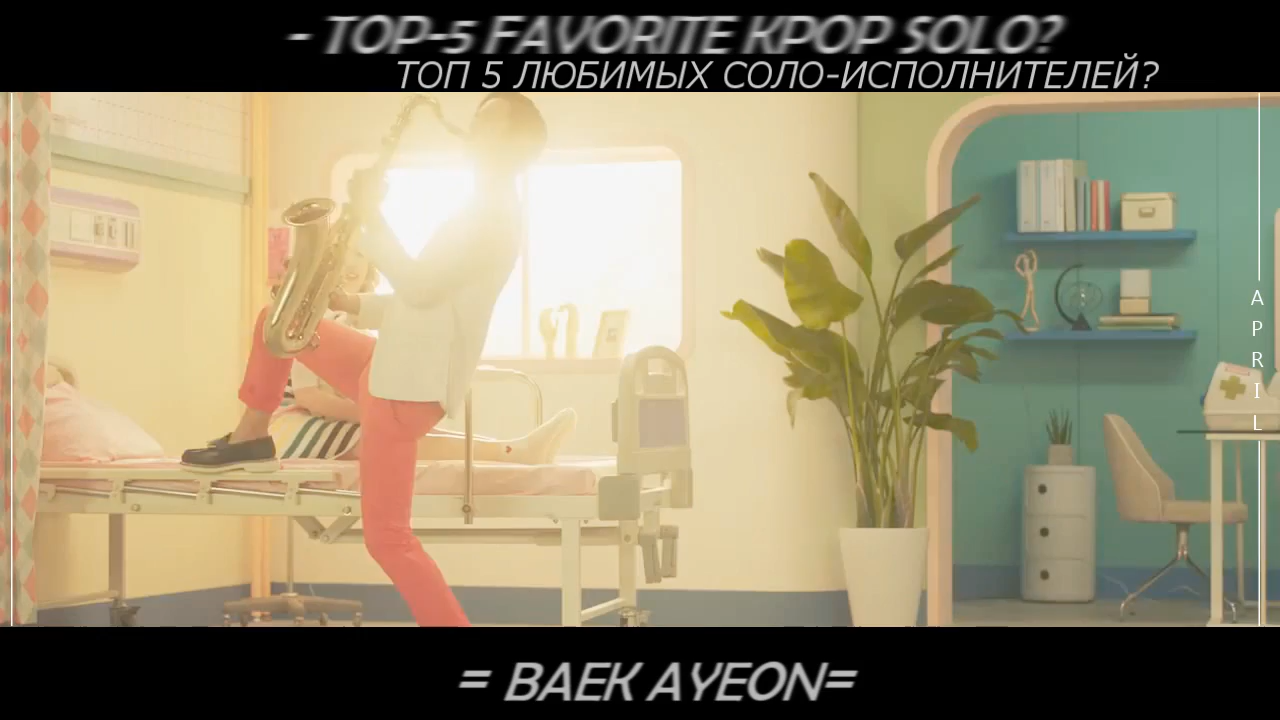 - TOP-5 FAVORITE KPOP SOLO?
ТОП 5 ЛЮБИМЫХ СОЛО-ИСПОЛНИТЕЛЕЙ?
APRIL
= BAEK AYEON=